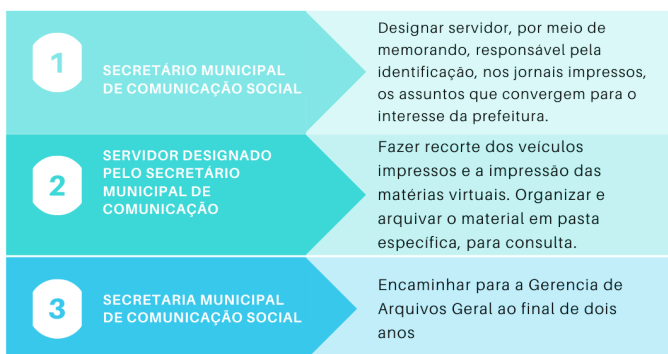 1
SECRETÁRIO MUNICIPAL
DE COMUNICAÇÃO SOCIAL
Designar servidor, por meio de
memorando, responsável pela
identificação, nos jornais impressos,
os assuntos que convergem para o
interesse da prefeitura.
2
SERVIDOR DESIGNADO
PELO SECRETÁRIO
MUNICIPAL DE
COMUNICAÇÃO
Fazer recorte dos veículos
impressos e a impressão das
matérias virtuais. Organizar e
arquivar o material em pasta
específica, para consulta.
3
SECRETARIA MUNICIPAL
DE COMUNICAÇÃO SOCIAL
Encaminhar para a Gerencia de
Arquivos Geral ao final de dois
anos